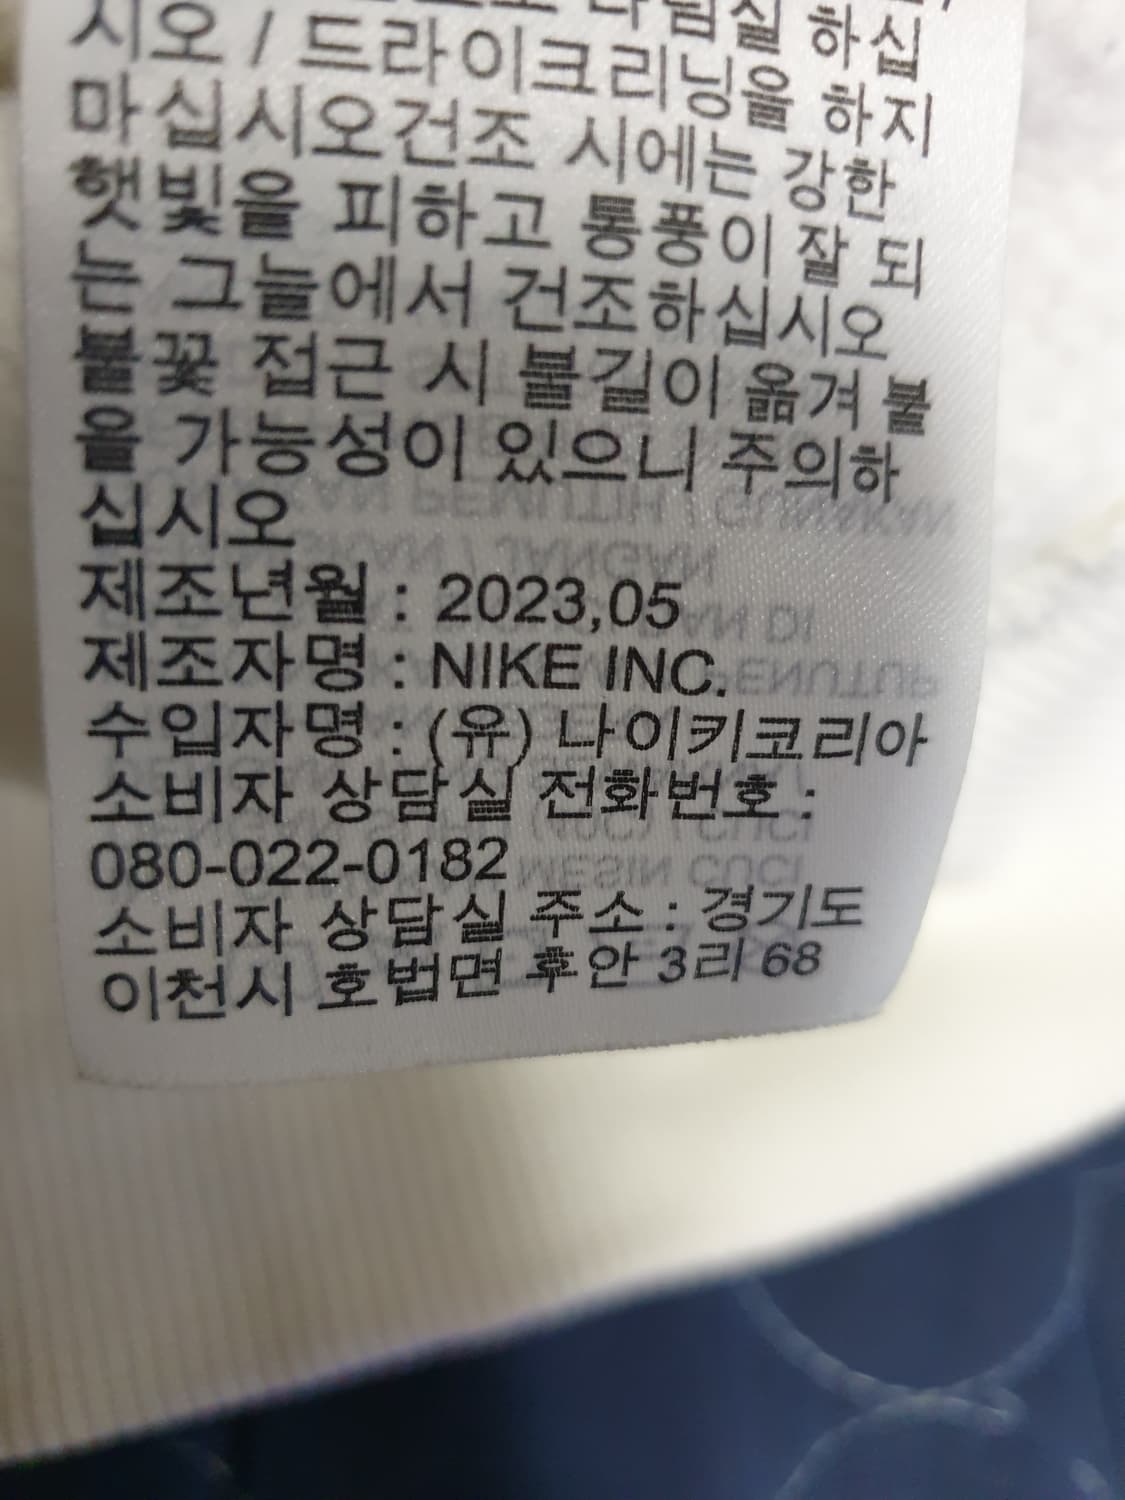 다림질 하십
시오 / 드라이크리닝을 하지
마십시오건조 시에는 강한
햇빛을 피하고 통풍이 잘 되
는 그늘에서 건조하십시오
불꽃 접근 시 불길이 옮겨 붙
을 가능성이 있으니 주의하
십시오
제조년월 : 2023,05
제조자명 : NIKE INC.
수입자명 : (유) 나이키코리아
소비자 상담실 전화번호 :
080-022-0182
소비자 상담실 주소 : 경기도
이천시 호법면 후안 3리 68